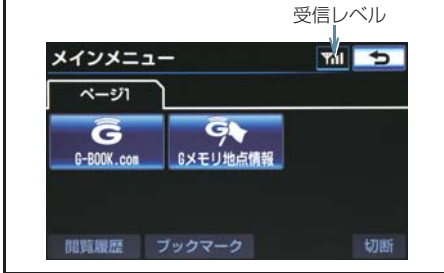 受信レベル
メインメニュー
ページ1
G-BOOK.com
Gメモリ地点情報
閲覧履歴 ブックマーク 切断